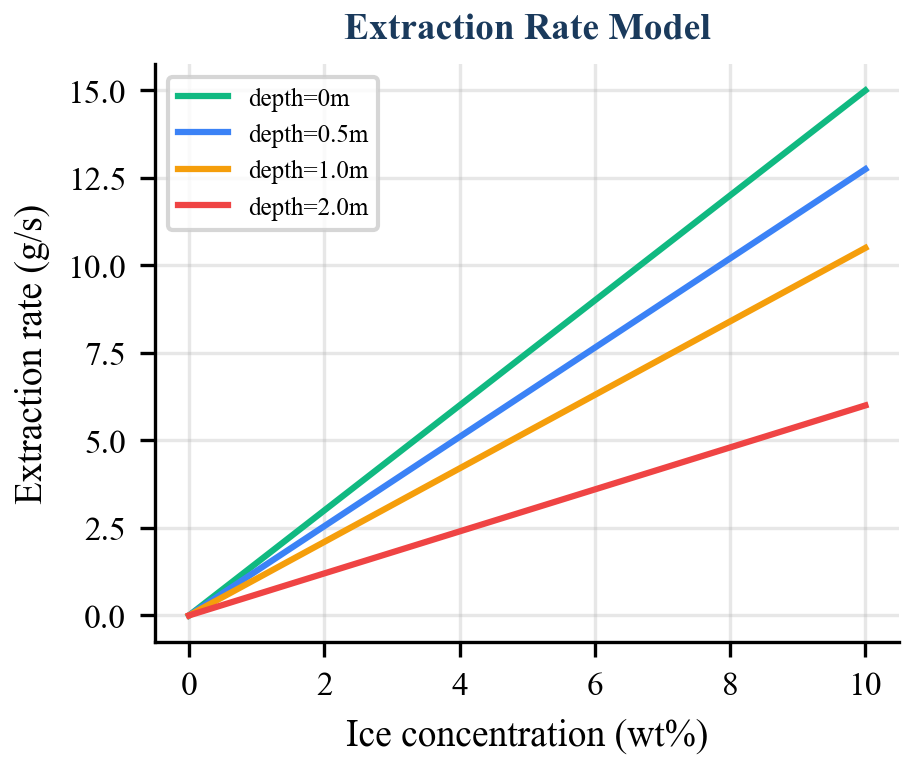 Extraction Rate Model
Extraction rate (g/s)
15.0
12.5
10.0
7.5
5.0
2.5
0.0
depth=0m
depth=0.5m
depth=1.0m
depth=2.0m
0 2 4 6 8 10
Ice concentration (wt%)